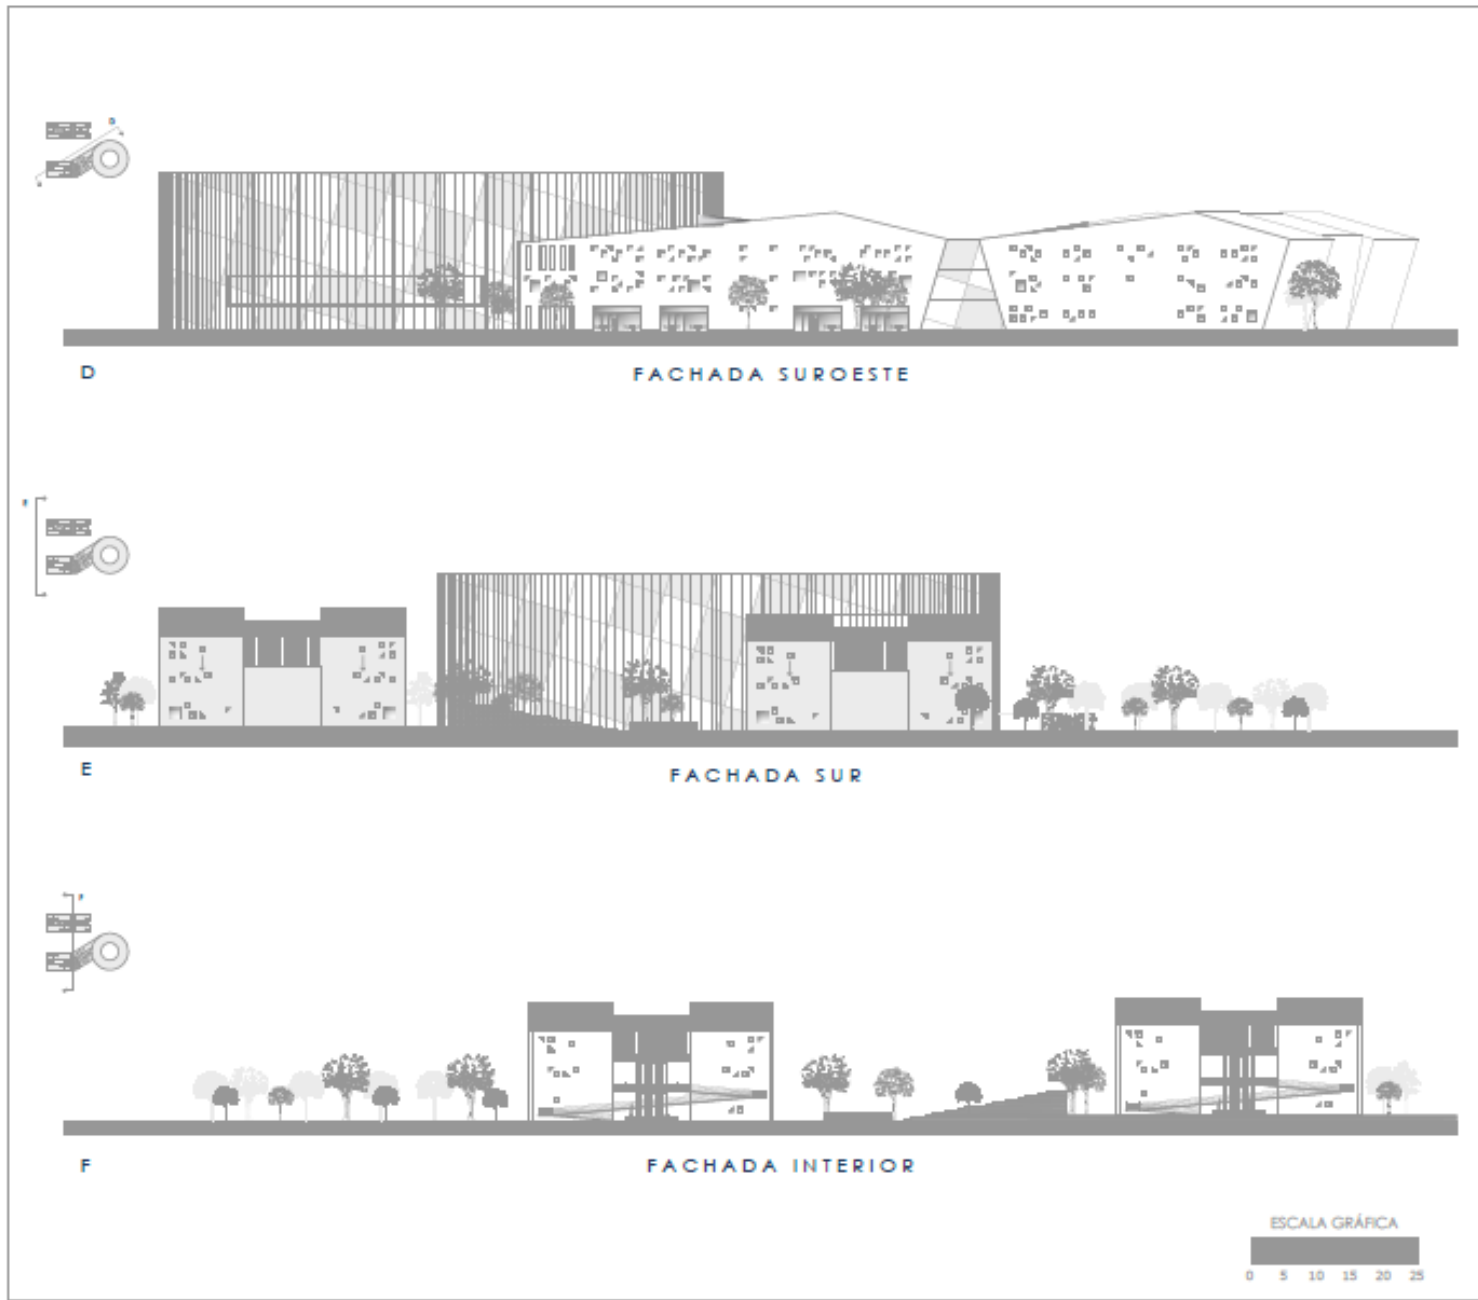 D
FACHADA SUROESTE
E
FACHADA SUR
F
FACHADA INTERIOR
ESCALA GRÁFICA
0 5 10 15 20 25